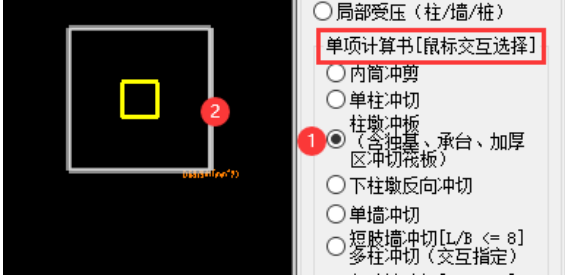 局部受压（柱/墙/桩）
单项计算书[鼠标交互选择]
内筒冲剪
单柱冲切
2
1
柱墩冲板
（含独基、承台、加厚
区冲切筏板）
下柱墩反向冲切
单墙冲切
短肢墙冲切[L/B <= 8]
多柱冲切（交互指定）